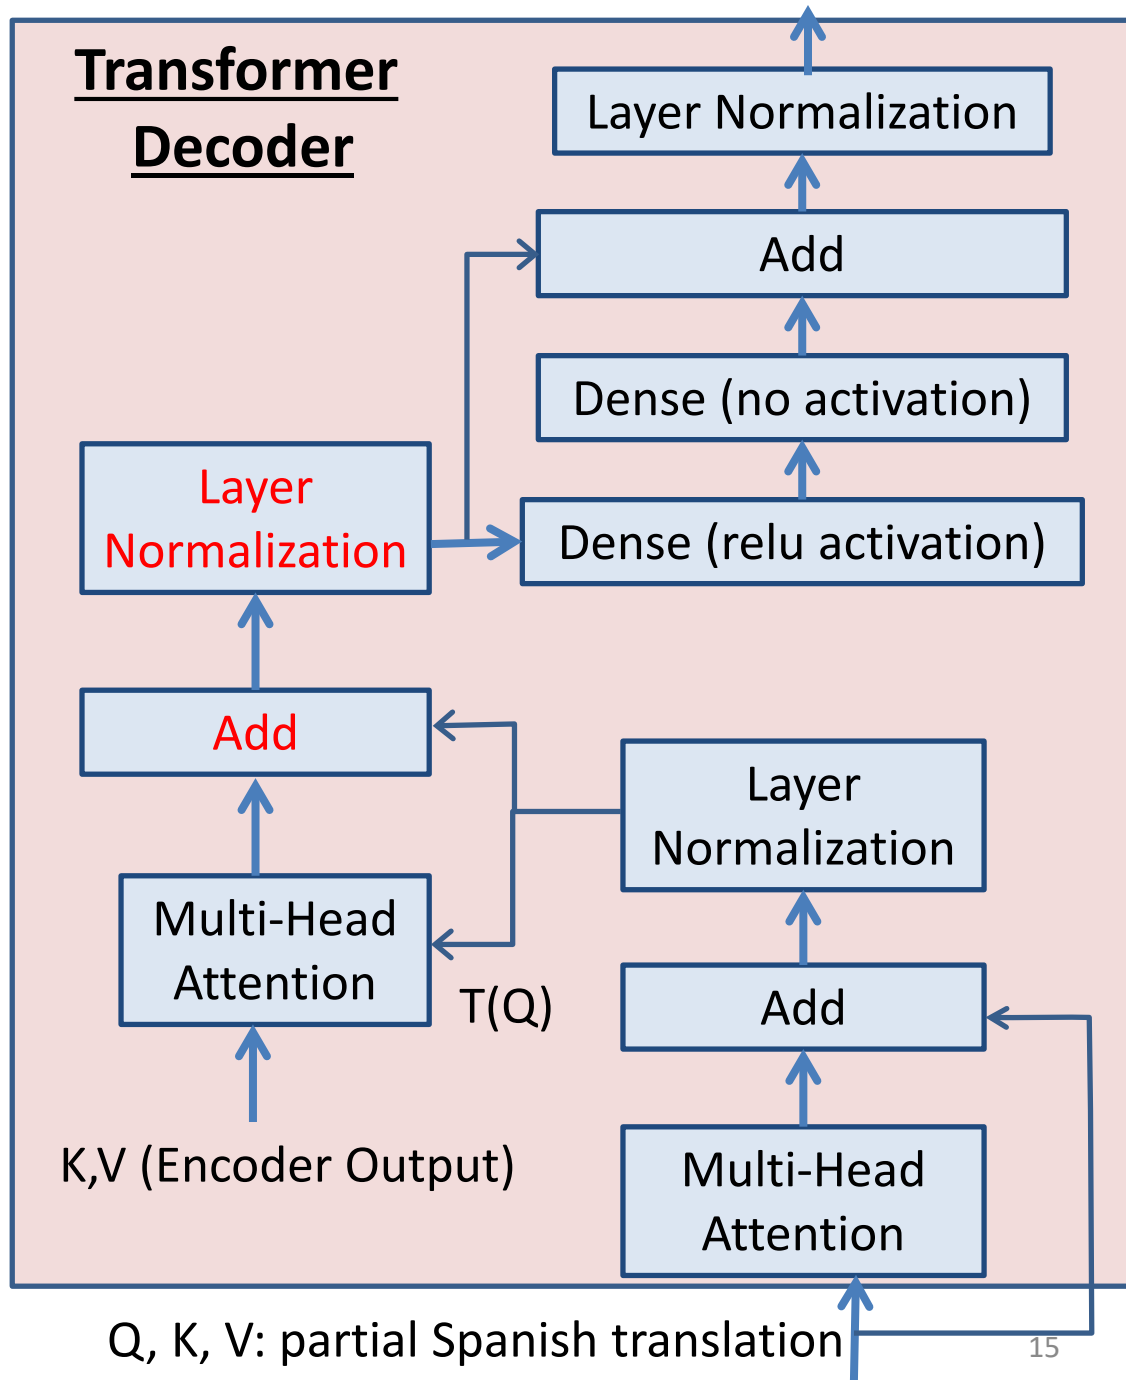 Transformer
Decoder
Layer Normalization
Add
Dense (no activation)
Layer
Normalization
Dense (relu activation)
Add
Layer
Normalization
Multi-Head
Attention
T(Q)
Add
K,V (Encoder Output)
Multi-Head
Attention
Q, K, V: partial Spanish translation
15